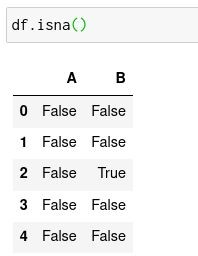 df.isna()
A B
0 False False
1 False False
2 False True
3 False False
4 False False